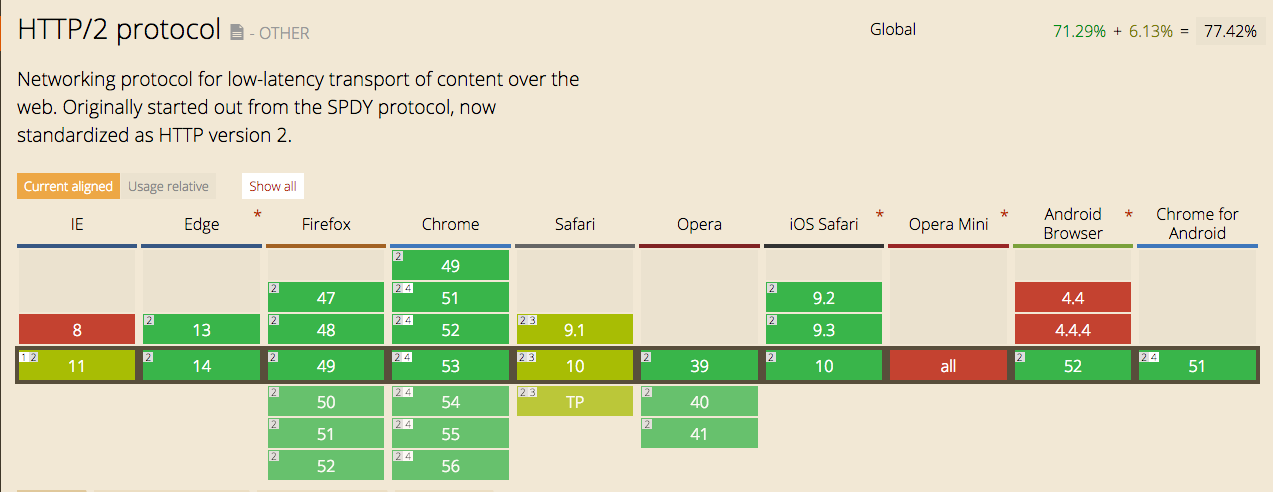 HTTP/2 protocol - OTHER
Global 71.29% + 6.13% = 77.42%
Networking protocol for low-latency transport of content over the
web. Originally started out from the SPDY protocol, now
standardized as HTTP version 2.
Current aligned Usage relative Show all
IE Edge * Firefox Chrome Safari Opera iOS Safari * Opera Mini * Android Browser * Chrome for Android
2 49
2 47 2 4 51 2 9.2 4.4
8 2 13 2 48 2 4 52 2 3 9.1 2 9.3 4.4.4
1 2 11 2 14 2 49 2 4 53 2 3 10 2 39 2 10 all 2 52 2 4 51
2 50 2 4 54 2 3 TP 2 40
2 51 2 4 55 2 41
2 52 2 4 56